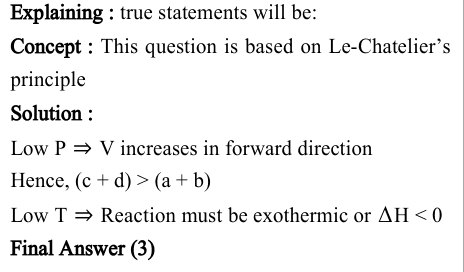 Explaining : true statements will be:
Concept : This question is based on Le-Chatelier's
principle
Solution :
Low P ⇒ V increases in forward direction
Hence, (c + d) > (a + b)
Low T ⇒ Reaction must be exothermic or ΔH < 0
Final Answer (3)